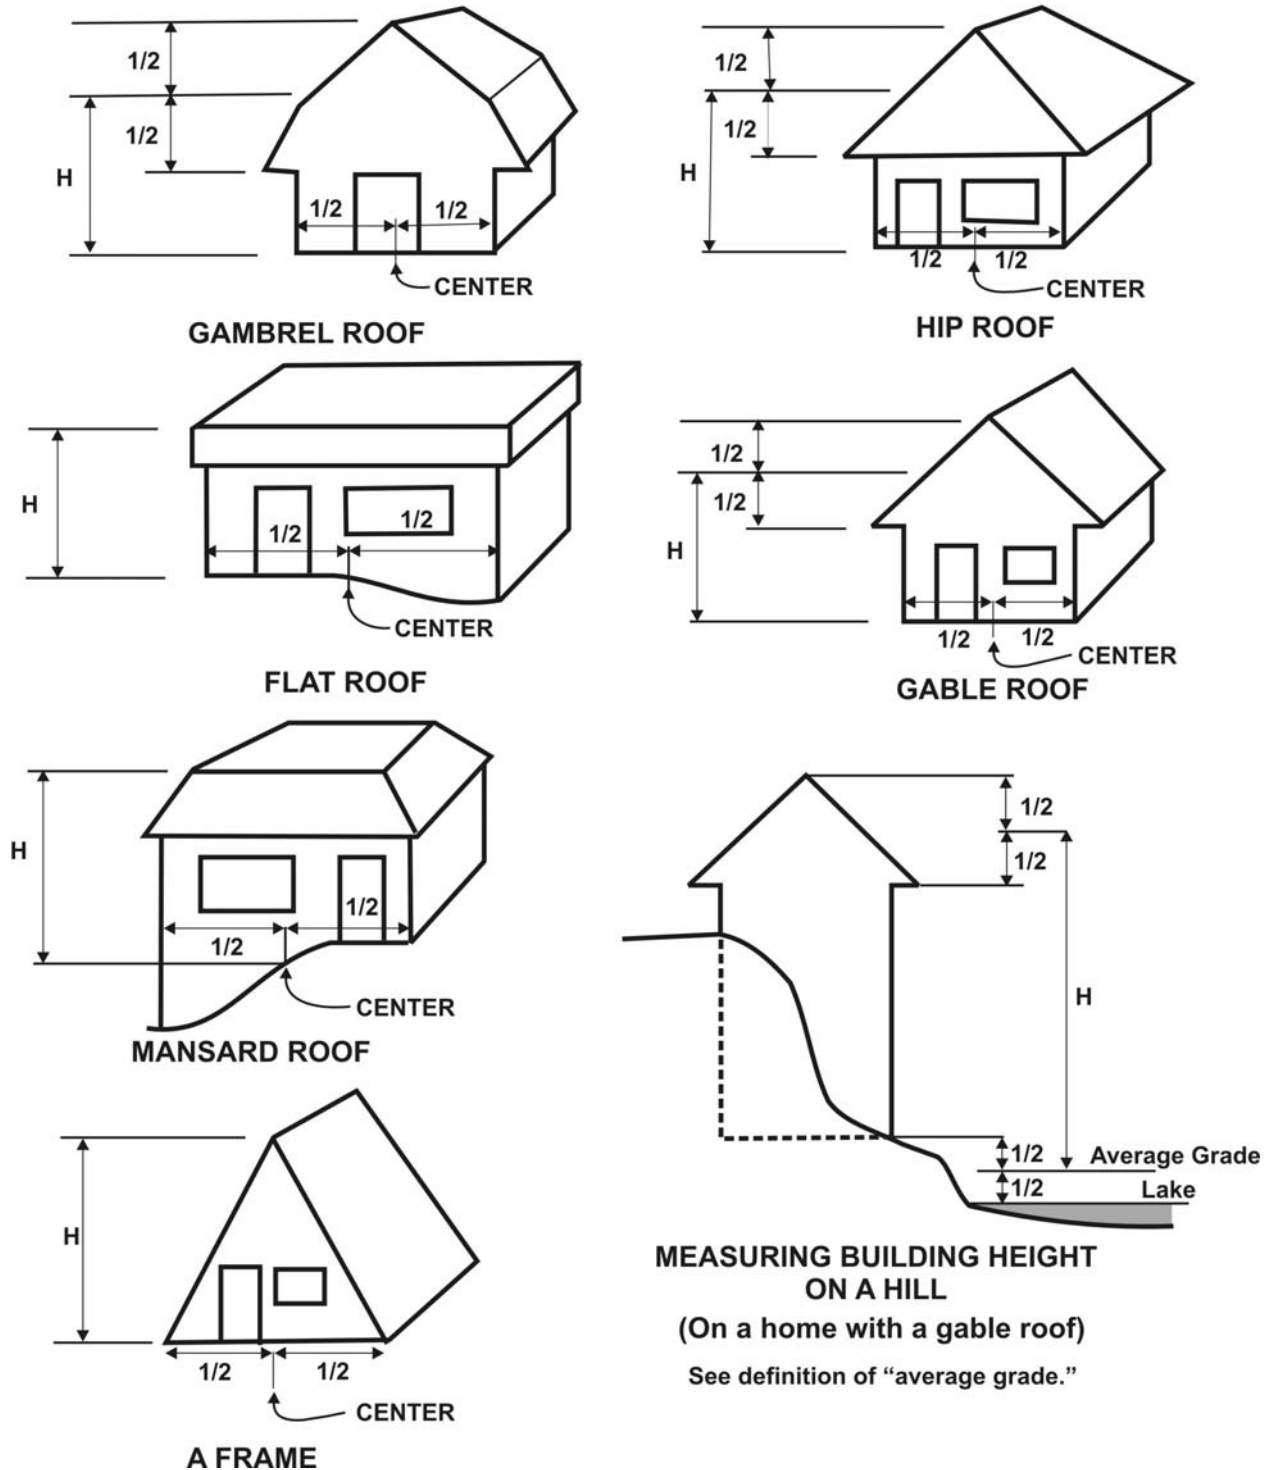 1/2
1/2
H
1/2
1/2
CENTER
GAMBREL ROOF
1/2
1/2
H
1/2
1/2
CENTER
HIP ROOF
H
1/2
1/2
CENTER
FLAT ROOF
1/2
1/2
H
1/2
1/2
CENTER
GABLE ROOF
H
1/2
1/2
CENTER
MANSARD ROOF
1/2
1/2
H
1/2
Average Grade
1/2
Lake
MEASURING BUILDING HEIGHT
ON A HILL
(On a home with a gable roof)
See definition of “average grade.”
H
1/2
1/2
CENTER
A FRAME